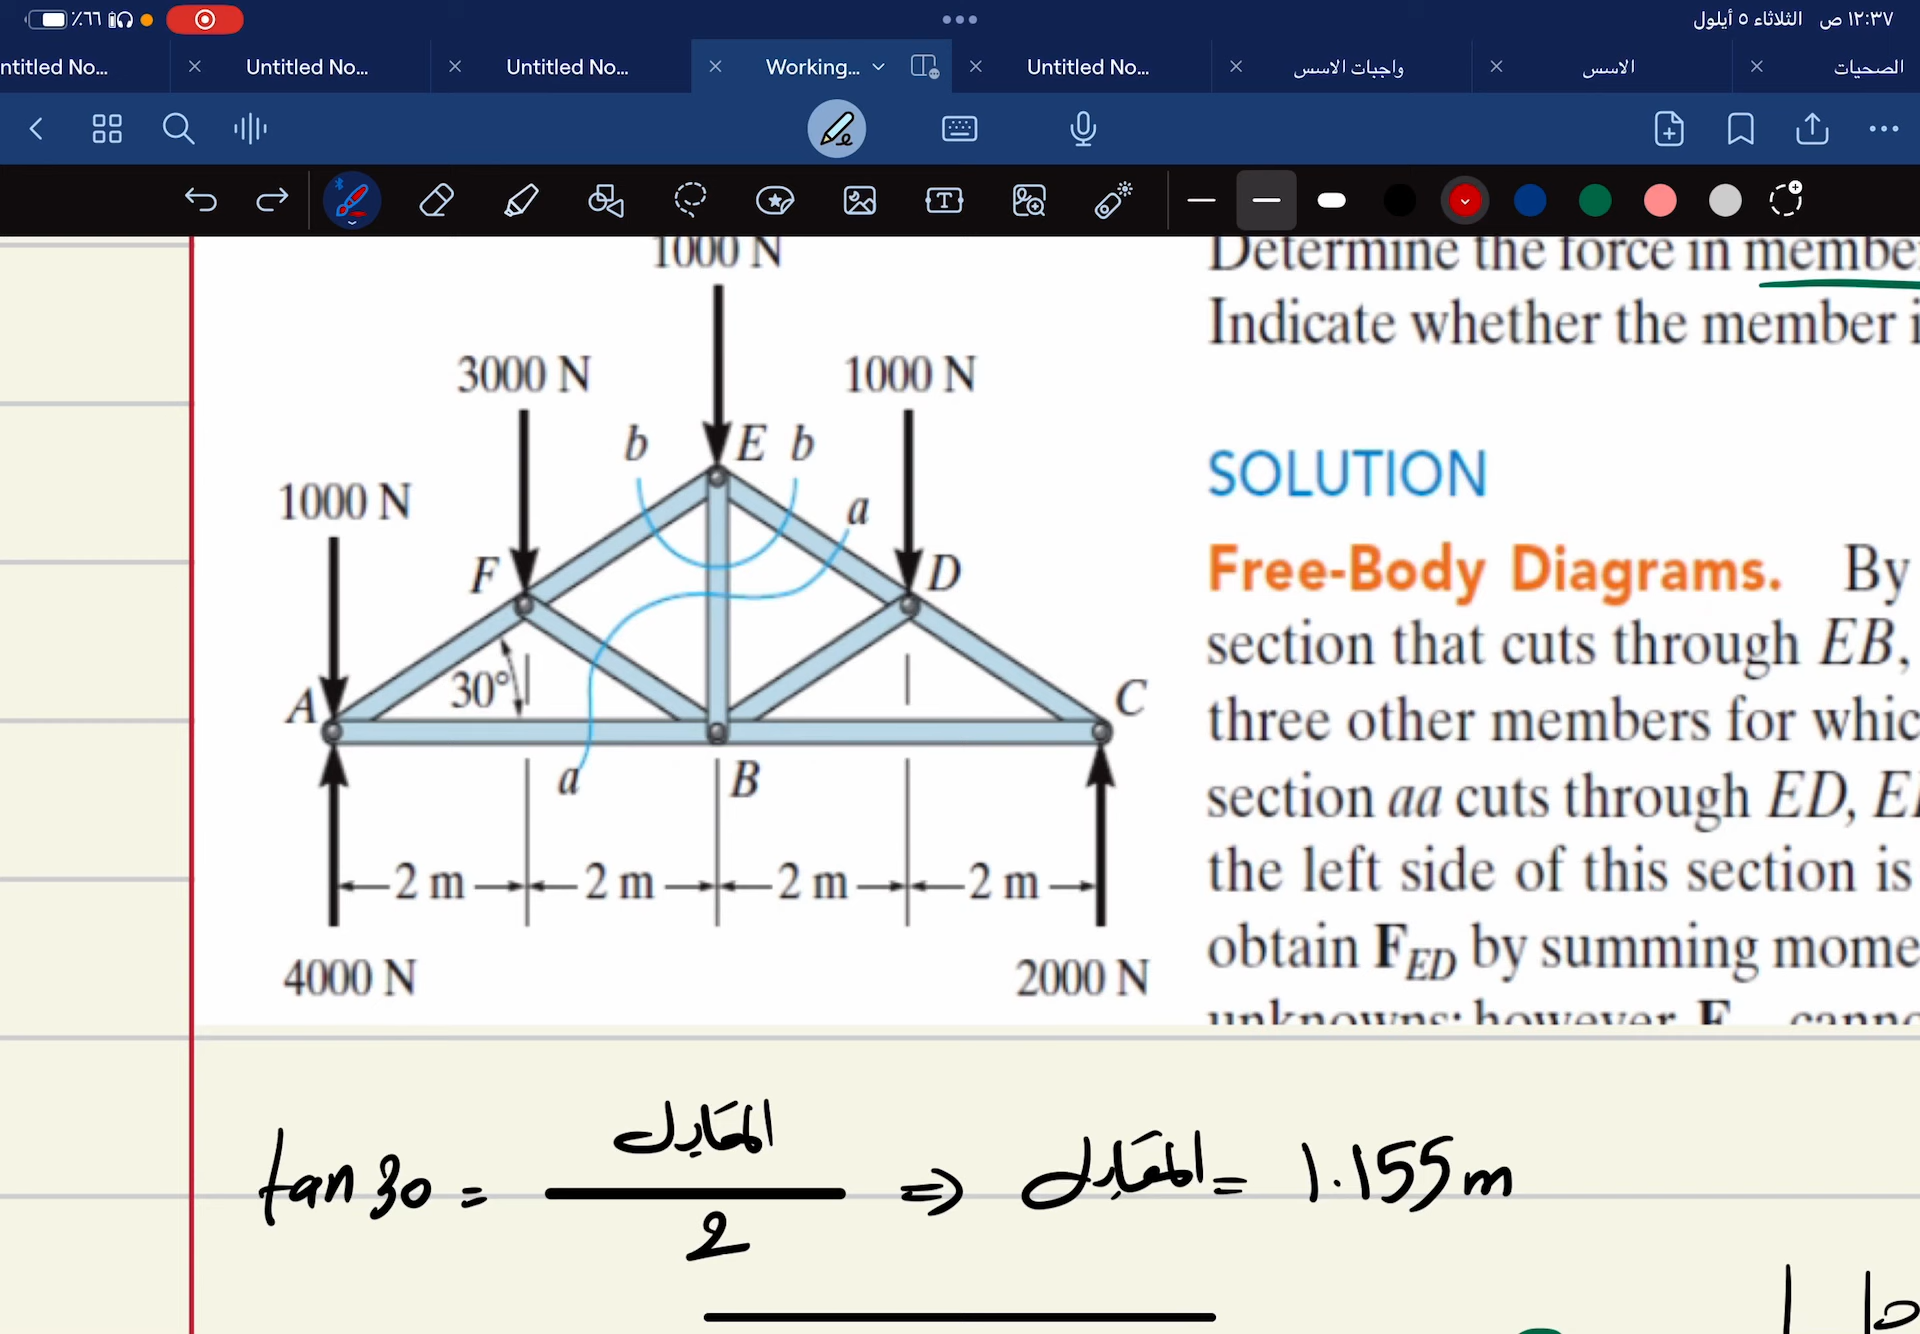 ٪٦٦
١٢:٣٧ ص الثلاثاء ٥ أيلول
ntitled No...
Untitled No...
Untitled No...
Working...
Untitled No...
واجبات الاسس
الاسس
الصحيات
1000 N
3000 N
1000 N
b
E
b
1000 N
a
F
D
A
30°
C
a
B
2 m
2 m
2 m
2 m
4000 N
2000 N
Determine the force in membe
Indicate whether the member i
SOLUTION
Free-Body Diagrams. By
section that cuts through EB,
three other members for whic
section aa cuts through ED, E
the left side of this section is
obtain FED by summing mome
unknowns; however, F cann
tan 30 = المقابل / 2 ⇒ المقابل = 1.155 m